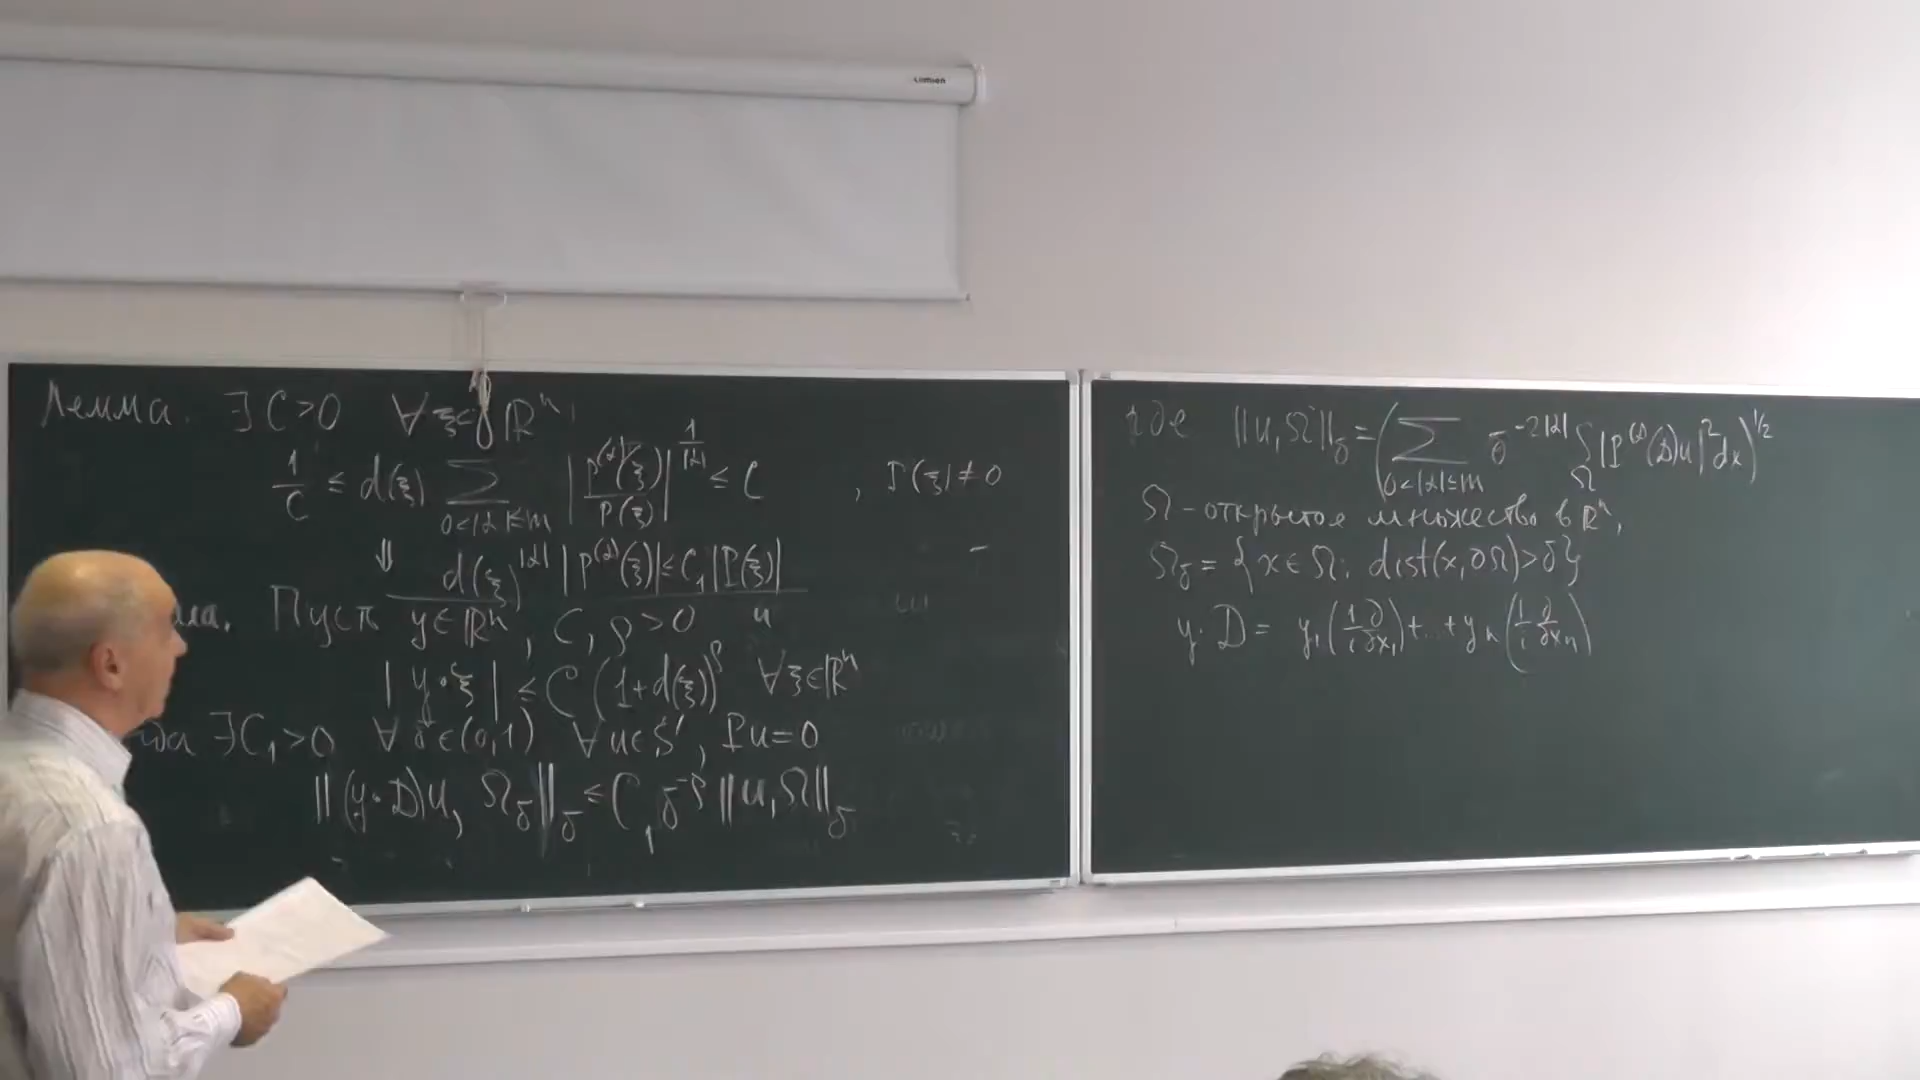 Lumien
Лемма. ∃ C>0 ∀ξ∈ℝⁿ:
1/C ≤ d(ξ) ∑_{0<|α|≤m} |P^{(α)}(ξ)/P(ξ)|^{1/|α|} ≤ C , P(ξ)≠0
⇓ d(ξ)^{|α|} |P^{(α)}(ξ)| ≤ C₁|P(ξ)|
Пусть y∈ℝⁿ, C, ρ>0 и
|y·ξ| ≤ C(1+d(ξ))^ρ ∀ξ∈ℝⁿ
∃C₁>0 ∀δ∈(0,1) ∀u∈S', Pu=0
||(y·D)u, Ω_δ||_δ ≤ C₁ δ^{-ρ} ||u,Ω||_δ
где ||u,Ω||_δ = (∑_{0<|α|≤m} δ^{-2|α|} ∫_Ω |P^{(α)}(D)u|² dx)^{1/2}
Ω - открытое множество в ℝⁿ,
Ω_δ = {x∈Ω: dist(x,∂Ω)>δ}
y·D = y₁(1/i ∂/∂x₁)+...+yₙ(1/i ∂/∂xₙ)